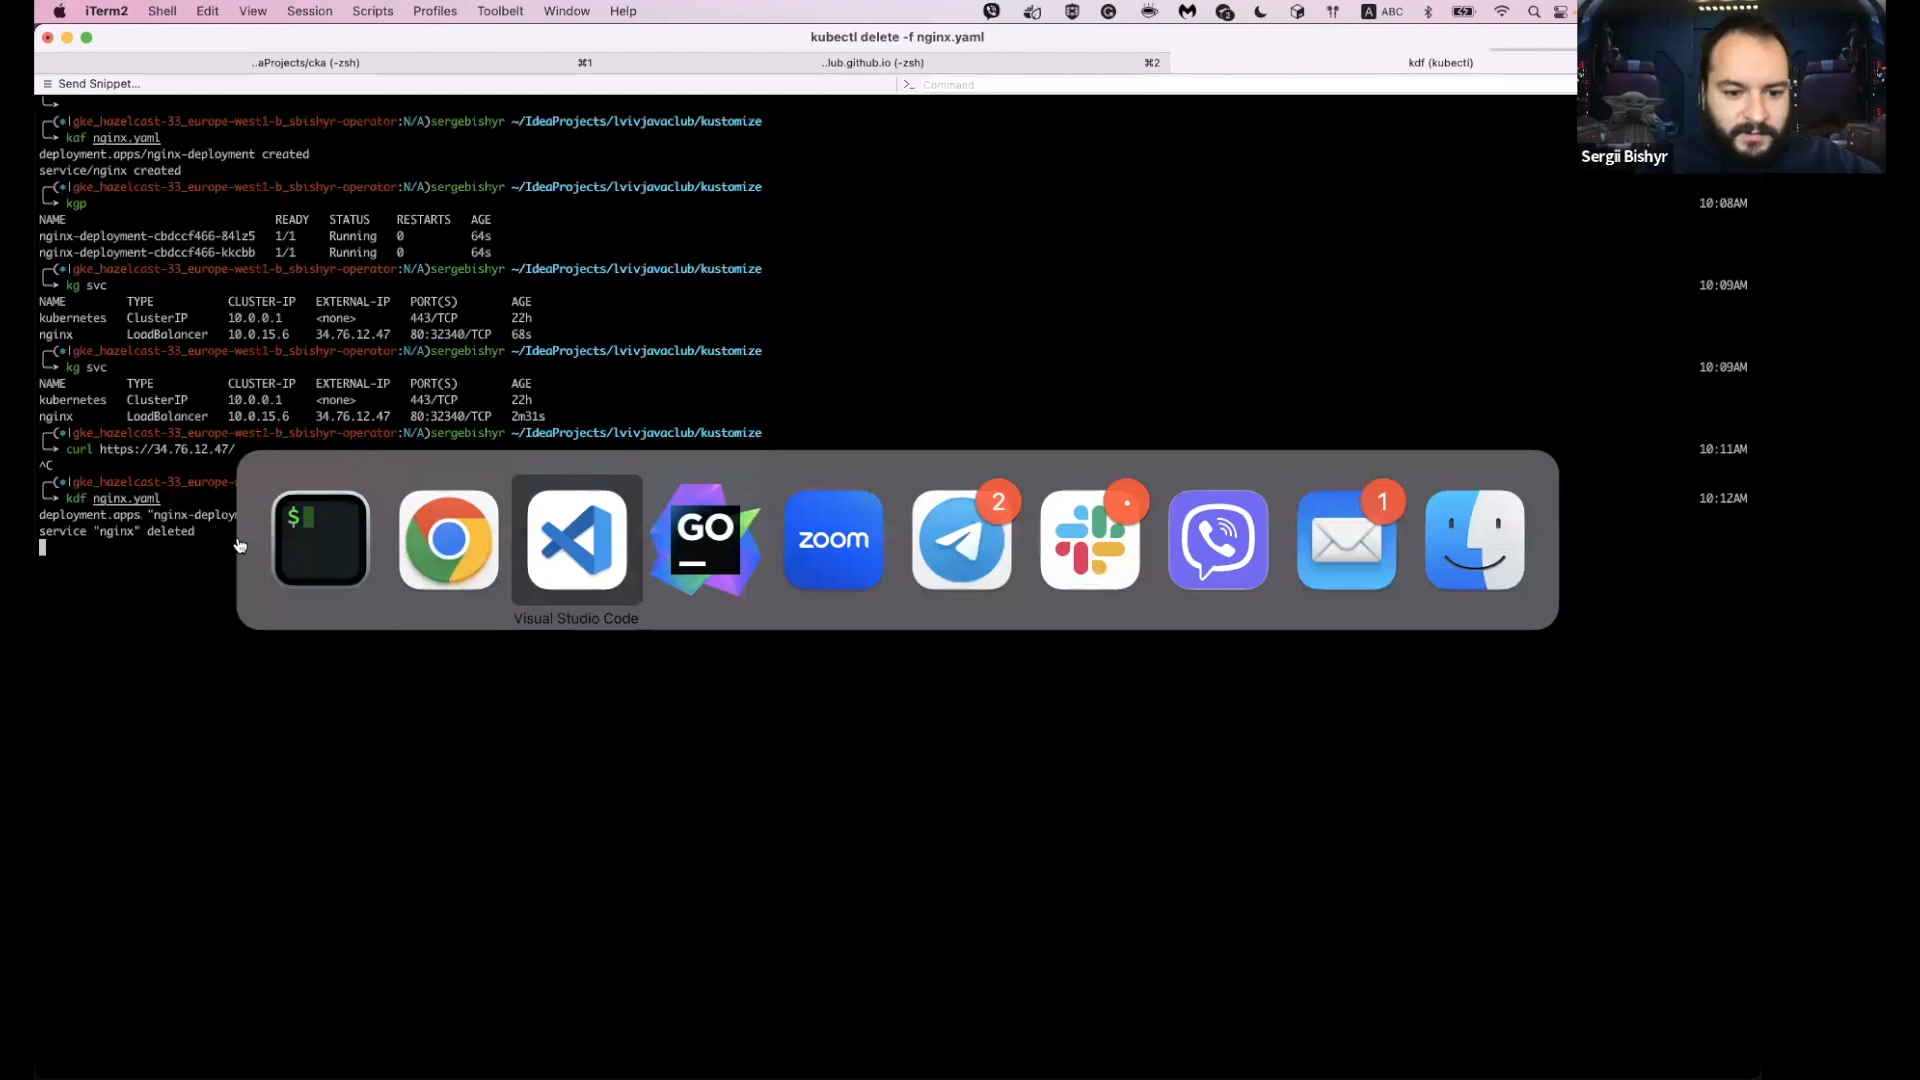 iTerm2 Shell Edit View Session Scripts Profiles Toolbelt Window Help A ABC
kubectl delete -f nginx.yaml
..aProjects/cka (-zsh) ⌘1 ..lub.github.io (-zsh) ⌘2 kdf (kubectl)
Send Snippet... >_ Command
(*|gke_hazelcast-33_europe-west1-b_sbishyr-operator:N/A)sergebishyr ~/IdeaProjects/lvivjavaclub/kustomize
kaf nginx.yaml
deployment.apps/nginx-deployment created
service/nginx created
(*|gke_hazelcast-33_europe-west1-b_sbishyr-operator:N/A)sergebishyr ~/IdeaProjects/lvivjavaclub/kustomize
kgp 10:08AM
NAME READY STATUS RESTARTS AGE
nginx-deployment-cbdccf466-84lz5 1/1 Running 0 64s
nginx-deployment-cbdccf466-kkcbb 1/1 Running 0 64s
(*|gke_hazelcast-33_europe-west1-b_sbishyr-operator:N/A)sergebishyr ~/IdeaProjects/lvivjavaclub/kustomize
kg svc 10:09AM
NAME TYPE CLUSTER-IP EXTERNAL-IP PORT(S) AGE
kubernetes ClusterIP 10.0.0.1 <none> 443/TCP 22h
nginx LoadBalancer 10.0.15.6 34.76.12.47 80:32340/TCP 68s
(*|gke_hazelcast-33_europe-west1-b_sbishyr-operator:N/A)sergebishyr ~/IdeaProjects/lvivjavaclub/kustomize
kg svc 10:09AM
NAME TYPE CLUSTER-IP EXTERNAL-IP PORT(S) AGE
kubernetes ClusterIP 10.0.0.1 <none> 443/TCP 22h
nginx LoadBalancer 10.0.15.6 34.76.12.47 80:32340/TCP 2m31s
(*|gke_hazelcast-33_europe-west1-b_sbishyr-operator:N/A)sergebishyr ~/IdeaProjects/lvivjavaclub/kustomize
curl https://34.76.12.47/ 10:11AM
^C
(*|gke_hazelcast-33_europe-w
kdf nginx.yaml 10:12AM
deployment.apps "nginx-deploy
service "nginx" deleted
$
GO
zoom
2
1
Visual Studio Code
Sergii Bishyr